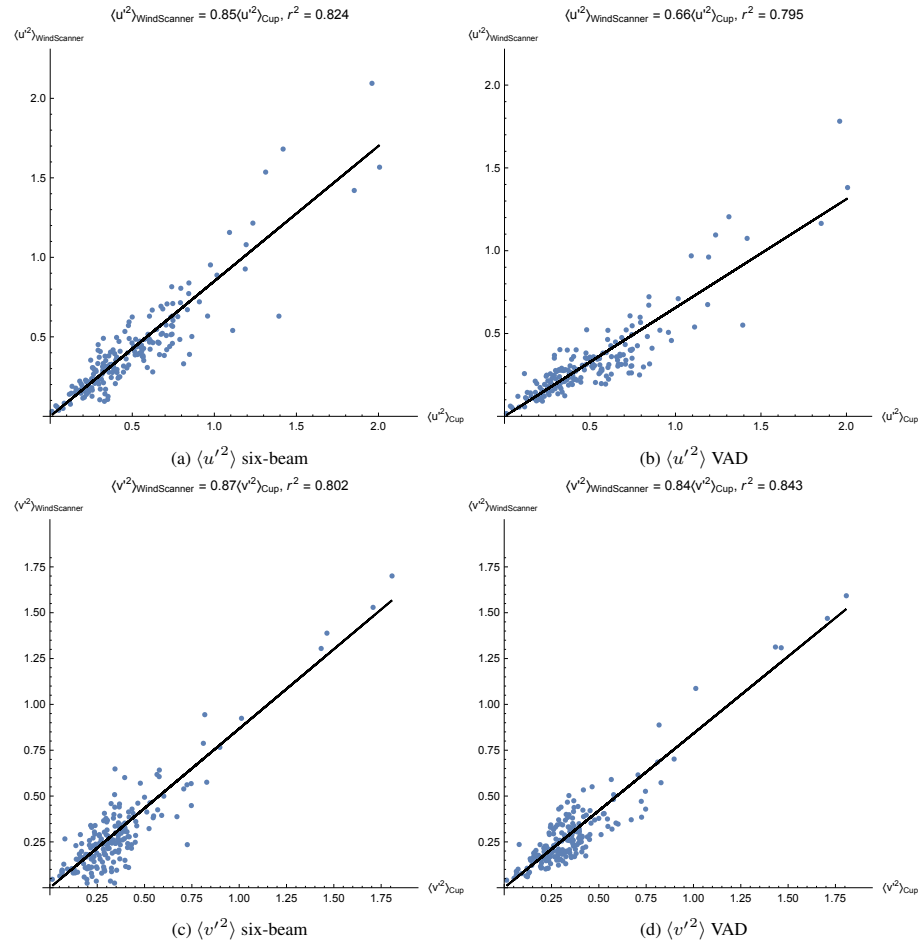 ⟨u′²⟩WindScanner = 0.85⟨u′²⟩Cup, r² = 0.824
⟨u′²⟩WindScanner
2.0
1.5
1.0
0.5
0.5 1.0 1.5 2.0 ⟨u′²⟩Cup
(a) ⟨u′²⟩ six-beam
⟨u′²⟩WindScanner = 0.66⟨u′²⟩Cup, r² = 0.795
⟨u′²⟩WindScanner
2.0
1.5
1.0
0.5
0.5 1.0 1.5 2.0 ⟨u′²⟩Cup
(b) ⟨u′²⟩ VAD
⟨v′²⟩WindScanner = 0.87⟨v′²⟩Cup, r² = 0.802
⟨v′²⟩WindScanner
1.75
1.50
1.25
1.00
0.75
0.50
0.25
0.25 0.50 0.75 1.00 1.25 1.50 1.75 ⟨v′²⟩Cup
(c) ⟨v′²⟩ six-beam
⟨v′²⟩WindScanner = 0.84⟨v′²⟩Cup, r² = 0.843
⟨v′²⟩WindScanner
1.75
1.50
1.25
1.00
0.75
0.50
0.25
0.25 0.50 0.75 1.00 1.25 1.50 1.75 ⟨v′²⟩Cup
(d) ⟨v′²⟩ VAD